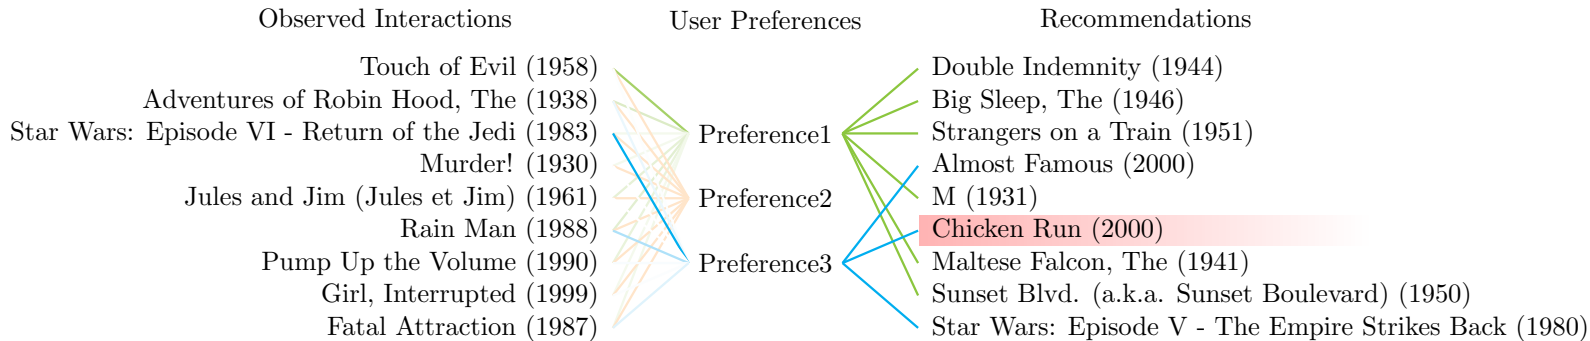 Observed Interactions
User Preferences
Recommendations
Touch of Evil (1958)
Adventures of Robin Hood, The (1938)
Star Wars: Episode VI - Return of the Jedi (1983)
Murder! (1930)
Jules and Jim (Jules et Jim) (1961)
Rain Man (1988)
Pump Up the Volume (1990)
Girl, Interrupted (1999)
Fatal Attraction (1987)
Preference1
Preference2
Preference3
Double Indemnity (1944)
Big Sleep, The (1946)
Strangers on a Train (1951)
Almost Famous (2000)
M (1931)
Chicken Run (2000)
Maltese Falcon, The (1941)
Sunset Blvd. (a.k.a. Sunset Boulevard) (1950)
Star Wars: Episode V - The Empire Strikes Back (1980)